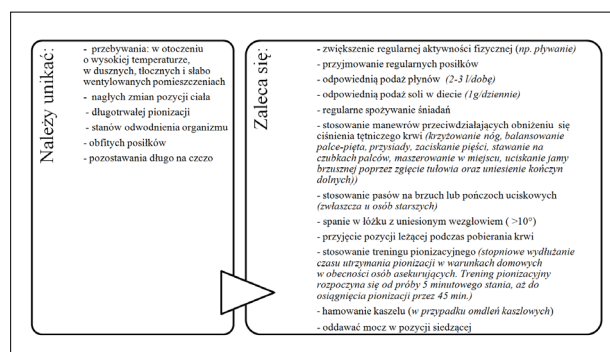 Należy unikać:
- przebywania: w otoczeniu
o wysokiej temperaturze,
w dusznych, tłocznych i słabo
wentylowanych pomieszczeniach
- nagłych zmian pozycji ciała
- długotrwałej pionizacji
- stanów odwodnienia organizmu
- obfitych posiłków
- pozostawania długo na czczo
Zaleca się:
- zwiększenie regularnej aktywności fizycznej (np. pływanie)
- przyjmowanie regularnych posiłków
- odpowiednią podaż płynów (2-3 l/dobę)
- odpowiednią podaż soli w diecie (1g/dziennie)
- regularne spożywanie śniadań
- stosowanie manewrów przeciwdziałających obniżeniu się
ciśnienia tętniczego krwi (krzyżowanie nóg, balansowanie
palce-pięta, przysiady, zaciskanie pięści, stawanie na
czubkach palców, maszerowanie w miejscu, uciskanie jamy
brzusznej poprzez zgięcie tułowia oraz uniesienie kończyn
dolnych))
- stosowanie pasów na brzuch lub pończoch uciskowych
(zwłaszcza u osób starszych)
- spanie w łóżku z uniesionym wezgłowiem ( >10°)
- przyjęcie pozycji leżącej podczas pobierania krwi
- stosowanie treningu pionizacyjnego (stopniowe wydłużanie
czasu utrzymania pionizacji w warunkach domowych
w obecności osób asekurujących. Trening pionizacyjny
rozpoczyna się od próby 5 minutowego stania, aż do
osiągnięcia pionizacji przez 45 min.)
- hamowanie kaszelu (w przypadku omdleń kaszlowych)
- oddawać mocz w pozycji siedzącej